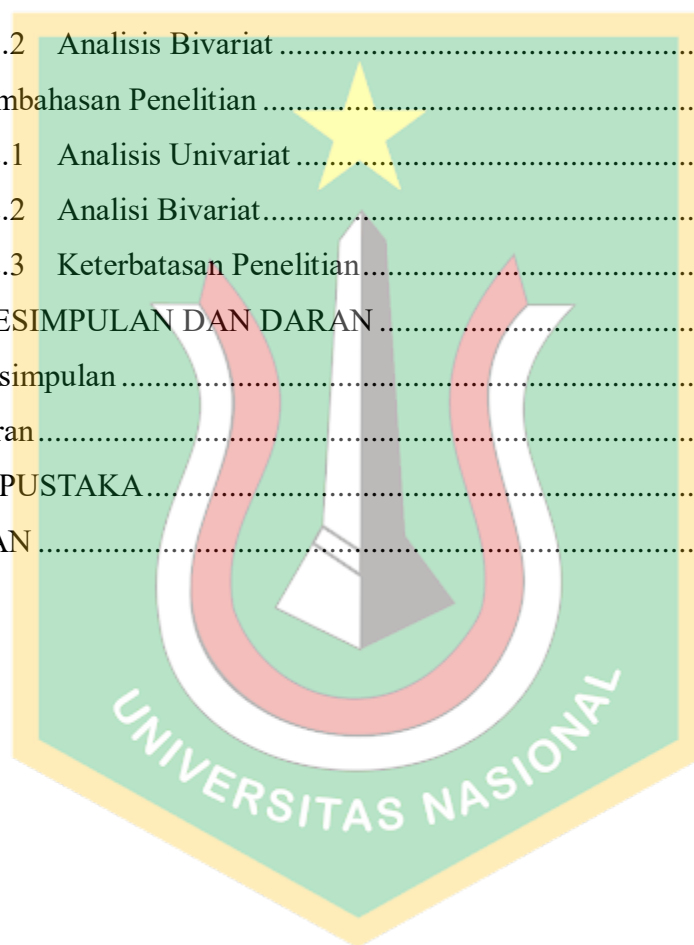 .2 Analisis Bivariat ........................................................
mbahasan Penelitian ........................................................
.1 Analisis Univariat ........................................................
.2 Analisi Bivariat ........................................................
.3 Keterbatasan Penelitian ........................................................
ESIMPULAN DAN DARAN ........................................................
simpulan ........................................................
ran ........................................................
PUSTAKA ........................................................
AN ........................................................
UNIVERSITAS NASIONAL